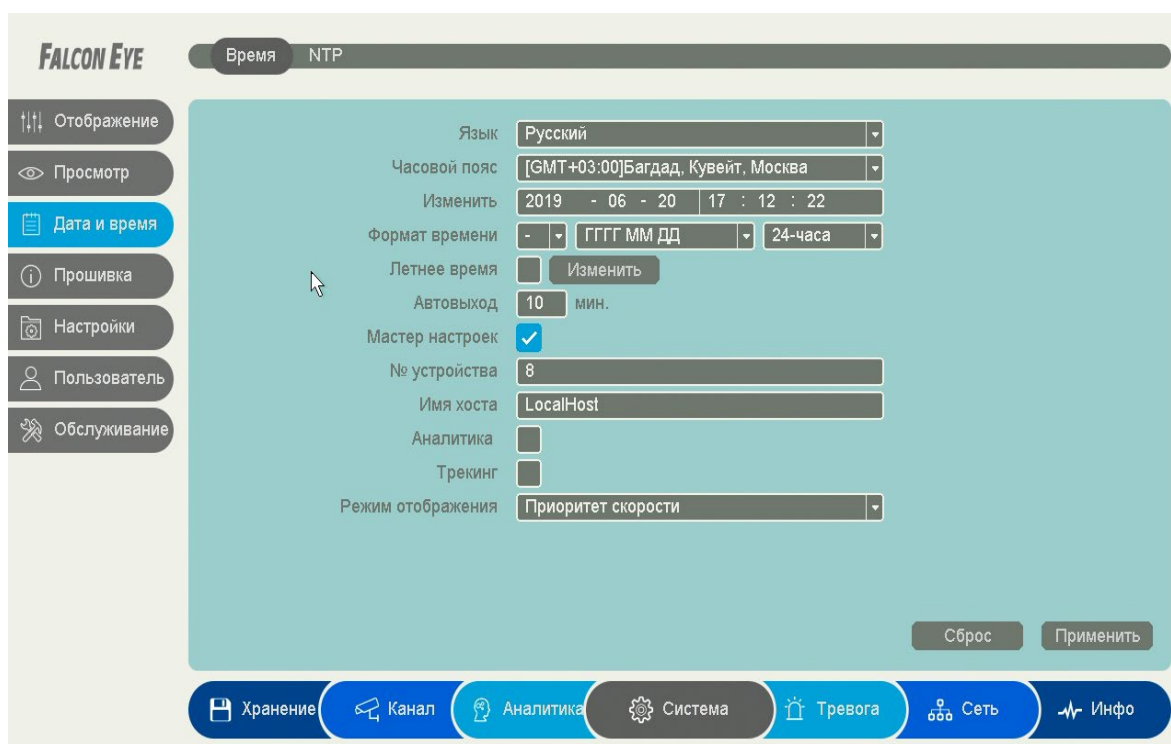 FALCON EYE
Время NTP
Отображение
Просмотр
Дата и время
Прошивка
Настройки
Пользователь
Обслуживание
Язык Русский
Часовой пояс [GMT+03:00]Багдад, Кувейт, Москва
Изменить 2019 - 06 - 20 17 : 12 : 22
Формат времени - ГГГГ ММ ДД 24-часа
Летнее время Изменить
Автовыход 10 мин.
Мастер настроек
№ устройства 8
Имя хоста LocalHost
Аналитика
Трекинг
Режим отображения Приоритет скорости
Сброс Применить
Хранение Канал Аналитика Система Тревога Сеть Инфо